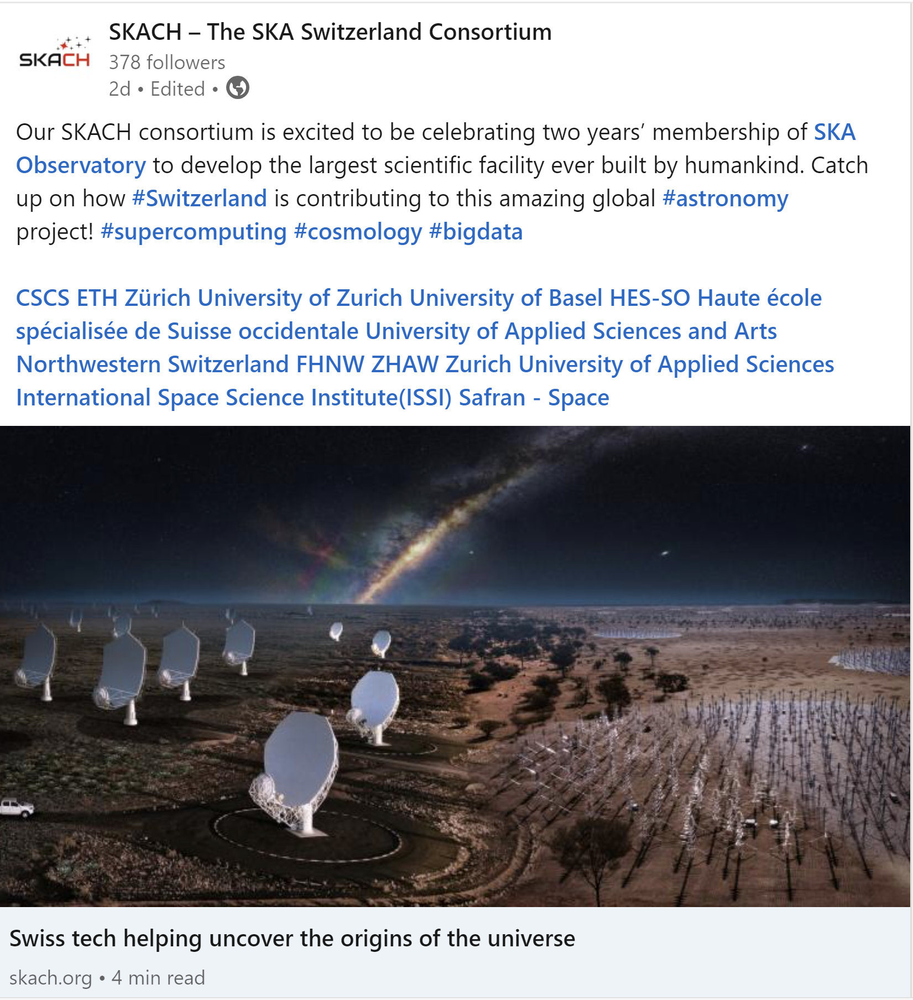 SKACH
SKACH – The SKA Switzerland Consortium
378 followers
2d • Edited •
Our SKACH consortium is excited to be celebrating two years’ membership of SKA
Observatory to develop the largest scientific facility ever built by humankind. Catch
up on how #Switzerland is contributing to this amazing global #astronomy
project! #supercomputing #cosmology #bigdata
CSCS ETH Zürich University of Zurich University of Basel HES-SO Haute école
spécialisée de Suisse occidentale University of Applied Sciences and Arts
Northwestern Switzerland FHNW ZHAW Zurich University of Applied Sciences
International Space Science Institute(ISSI) Safran - Space
Swiss tech helping uncover the origins of the universe
skach.org • 4 min read